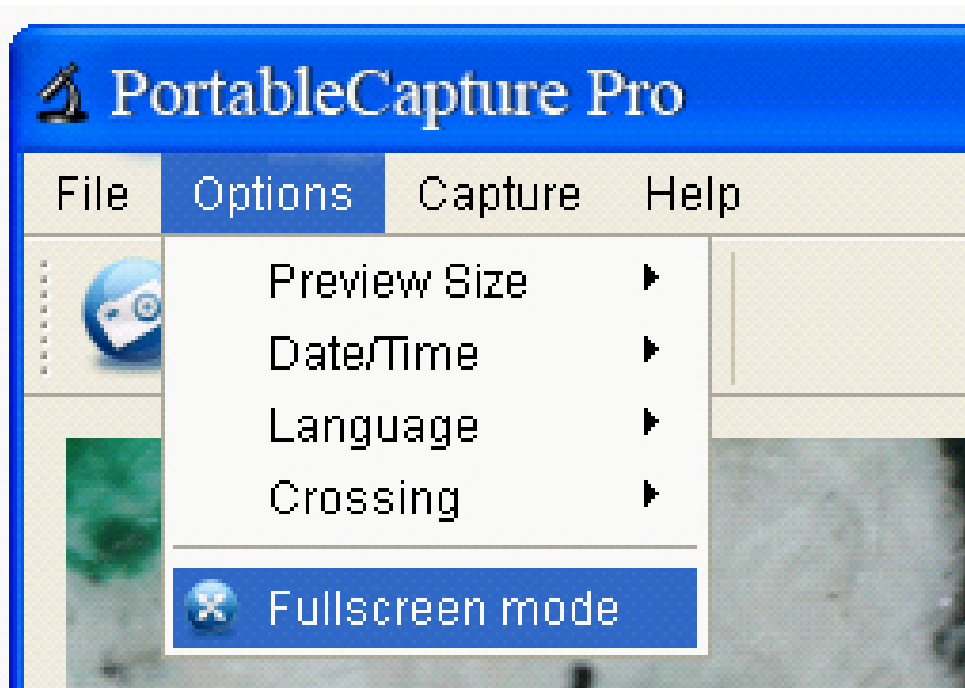 PortableCapture Pro
File Options Capture Help
Preview Size
Date/Time
Language
Crossing
Fullscreen mode